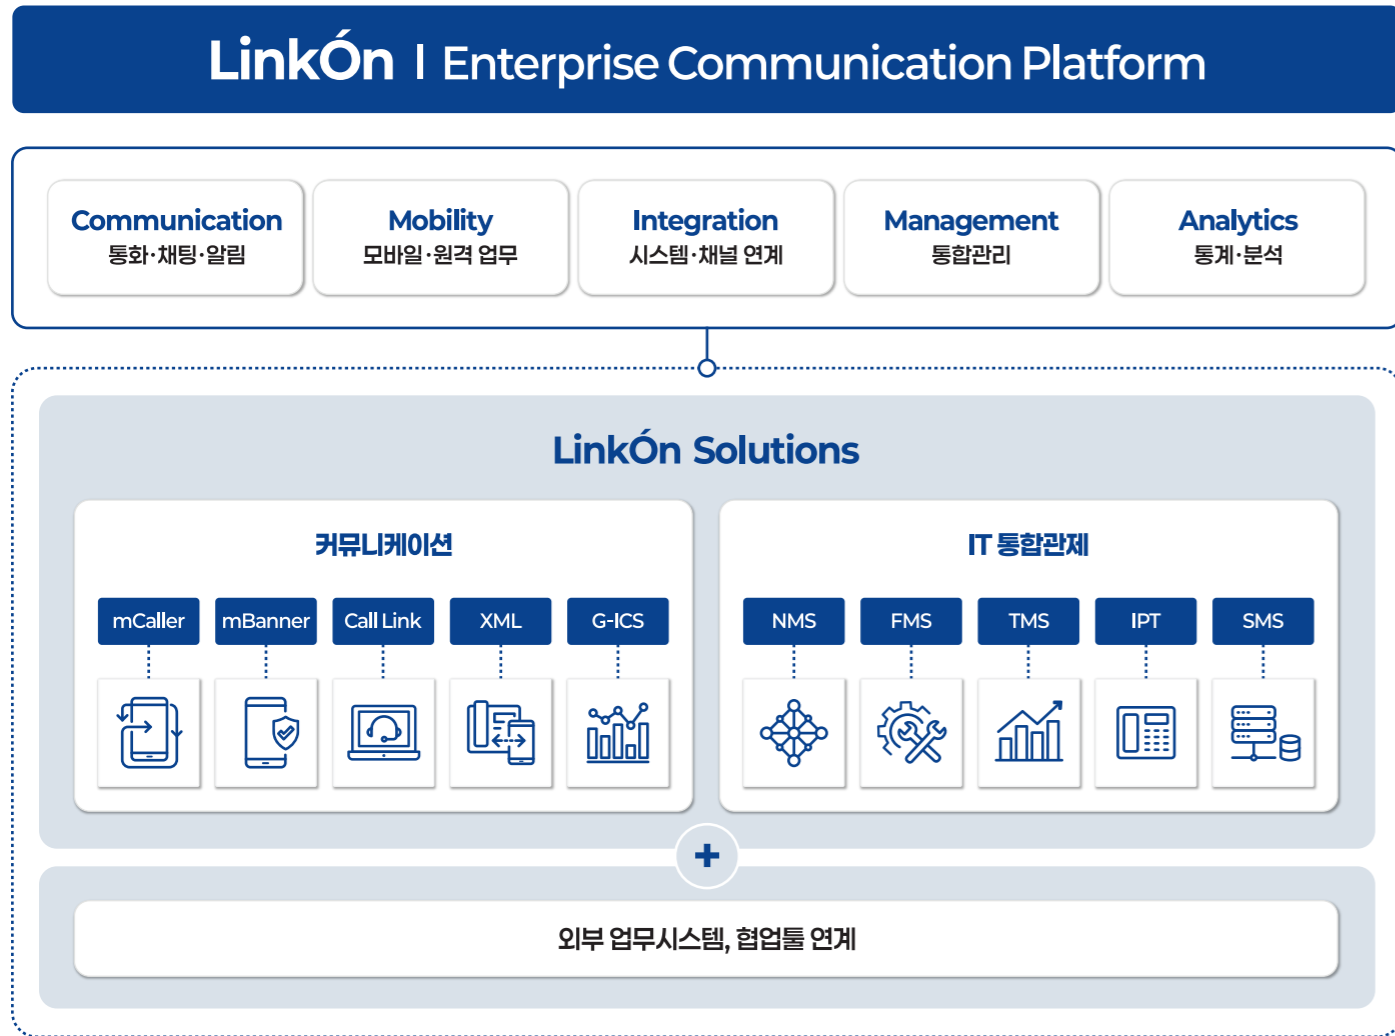 LinkÓn | Enterprise Communication Platform
Communication
통화·채팅·알림
Mobility
모바일·원격 업무
Integration
시스템·채널 연계
Management
통합관리
Analytics
통계·분석
LinkÓn Solutions
커뮤니케이션
mCaller
mBanner
Call Link
XML
G-ICS
IT 통합관제
NMS
FMS
TMS
IPT
SMS
+
외부 업무시스템, 협업툴 연계